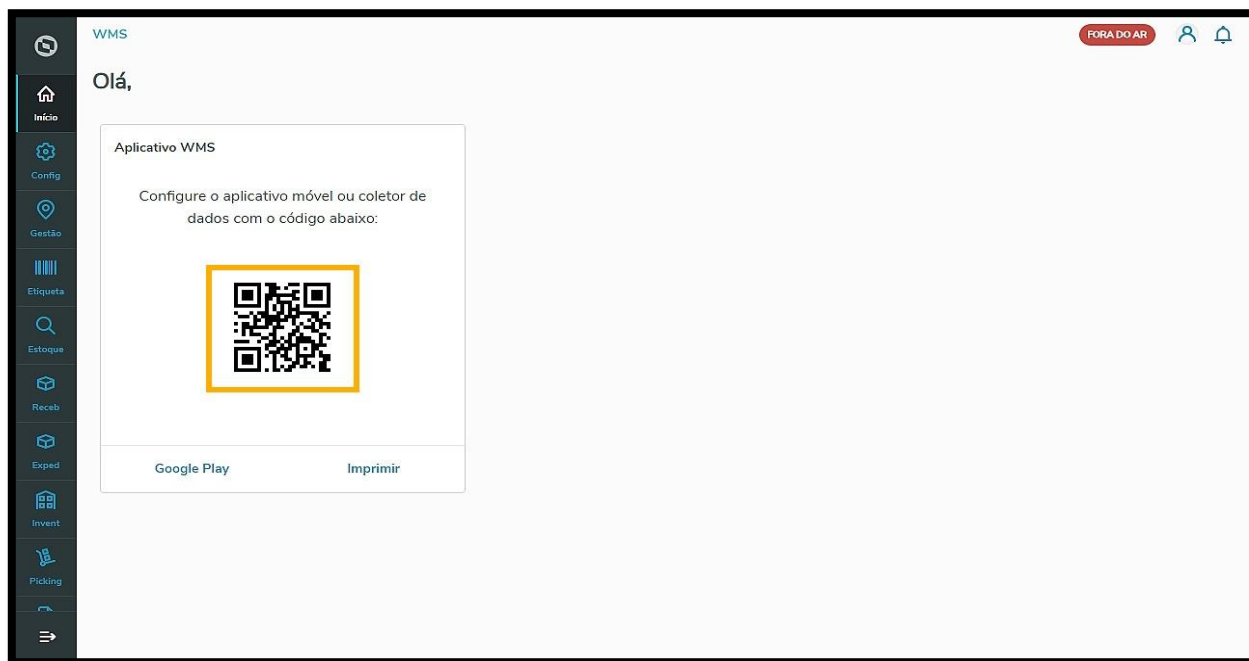 WMS
FORA DO AR
Olá,
Início
Config
Gestão
Etiqueta
Estoque
Receb
Exped
Invent
Picking
Aplicativo WMS
Configure o aplicativo móvel ou coletor de
dados com o código abaixo:
Google Play
Imprimir